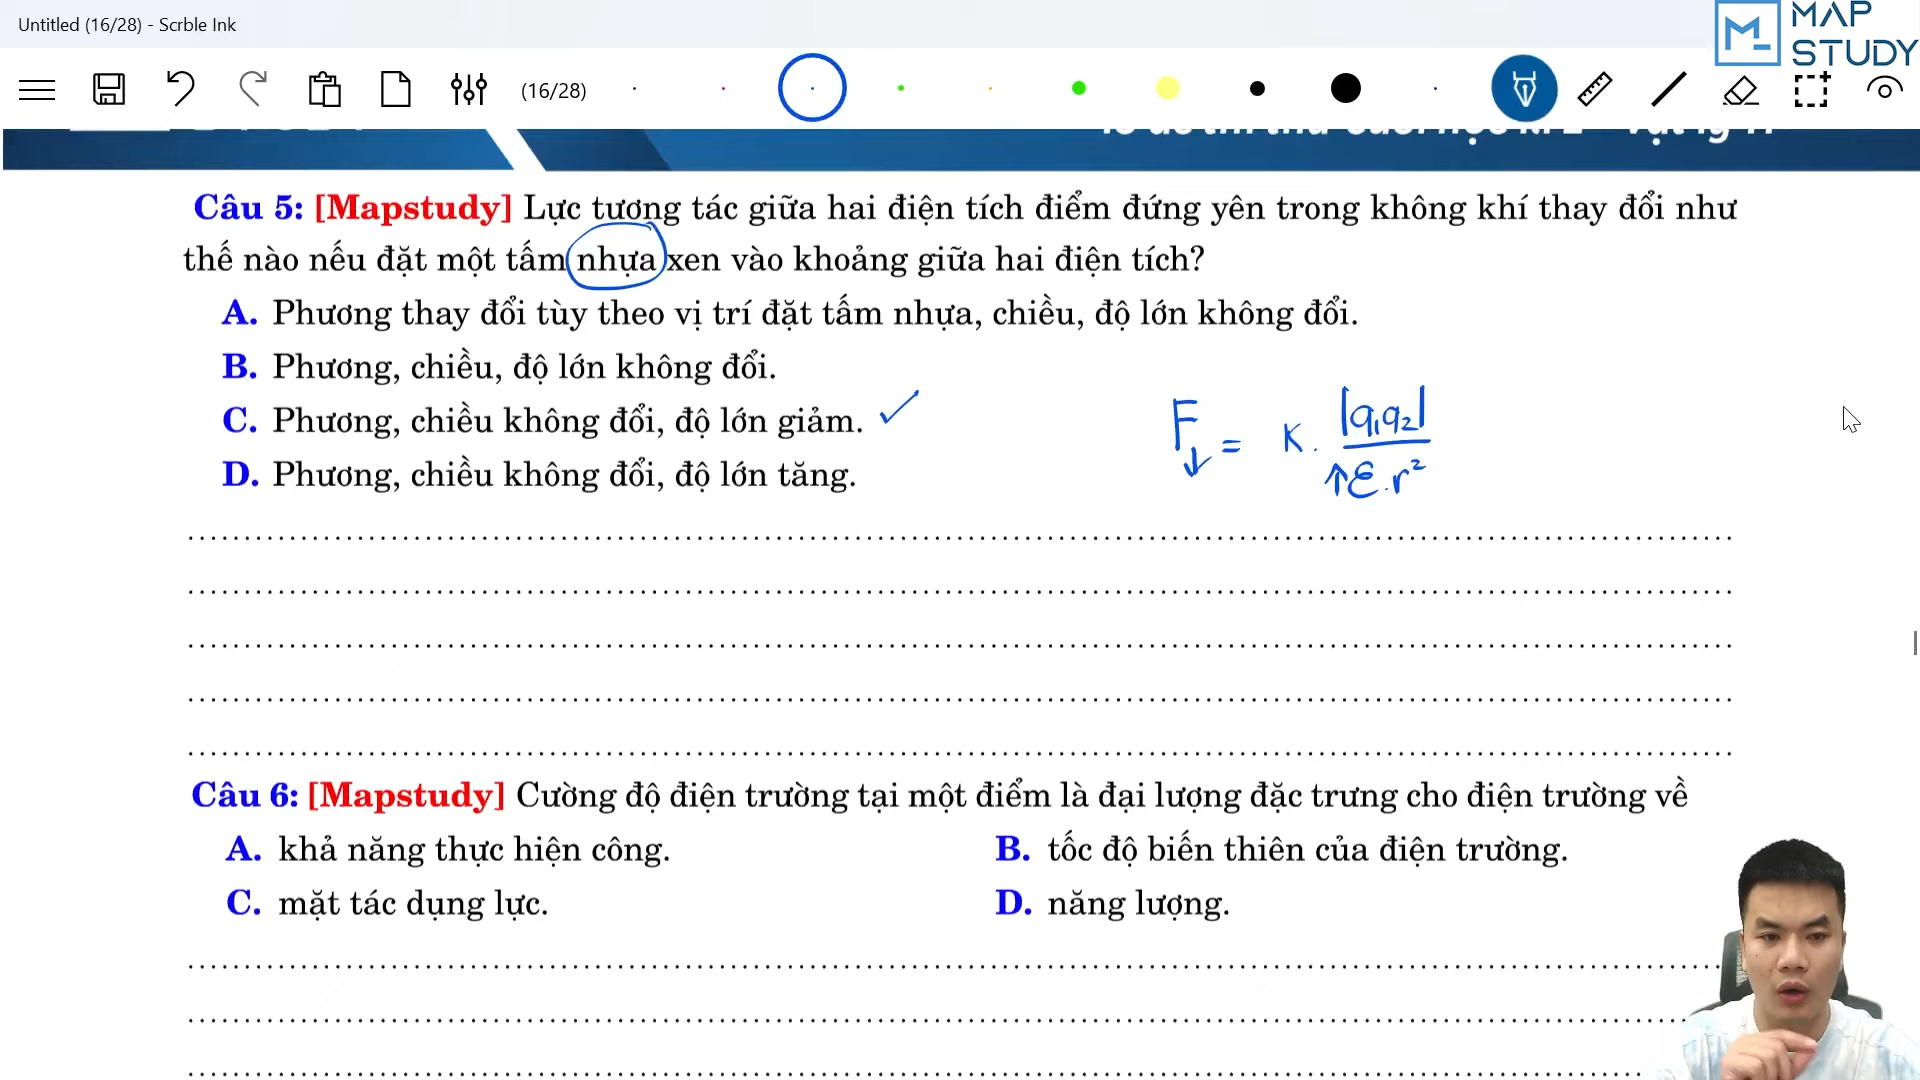 Untitled (16/28) - Scrble Ink
MAP
STUDY
(16/28)
Câu 5: [Mapstudy] Lực tương tác giữa hai điện tích điểm đứng yên trong không khí thay đổi như
thế nào nếu đặt một tấm nhựa xen vào khoảng giữa hai điện tích?
A. Phương thay đổi tùy theo vị trí đặt tấm nhựa, chiều, độ lớn không đổi.
B. Phương, chiều, độ lớn không đổi.
C. Phương, chiều không đổi, độ lớn giảm. ✓
D. Phương, chiều không đổi, độ lớn tăng.
F↓ = K . |q₁q₂|
↑ε.r²
Câu 6: [Mapstudy] Cường độ điện trường tại một điểm là đại lượng đặc trưng cho điện trường về
A. khả năng thực hiện công.
B. tốc độ biến thiên của điện trường.
C. mặt tác dụng lực.
D. năng lượng.